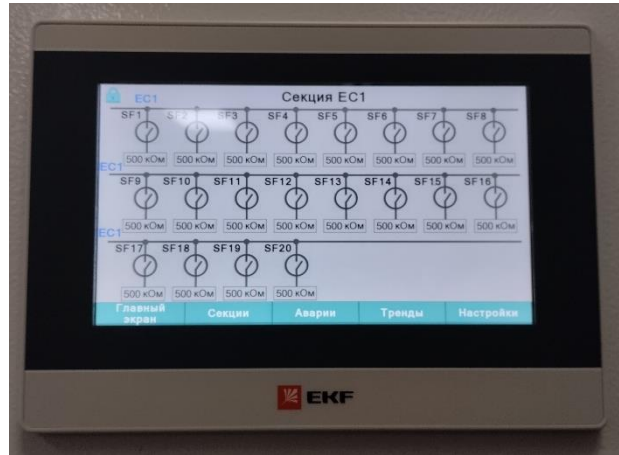 EC1 Секция EC1
SF1 SF2 SF3 SF4 SF5 SF6 SF7 SF8
500 кОм 500 кОм 500 кОм 500 кОм 500 кОм 500 кОм 500 кОм 500 кОм
EC1
SF9 SF10 SF11 SF12 SF13 SF14 SF15 SF16
500 кОм 500 кОм 500 кОм 500 кОм 500 кОм 500 кОм 500 кОм 500 кОм
EC1
SF17 SF18 SF19 SF20
500 кОм 500 кОм 500 кОм 500 кОм
Главный экран Секции Аварии Тренды Настройки
EKF